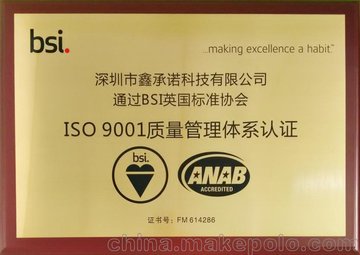 bsi.
...making excellence a habit.™
深圳市鑫承诺科技有限公司
通过BSI英国标准协会
ISO 9001质量管理体系认证
bsi.
ANAB
ACCREDITED
证书号：FM 614286
china.makepolo.com